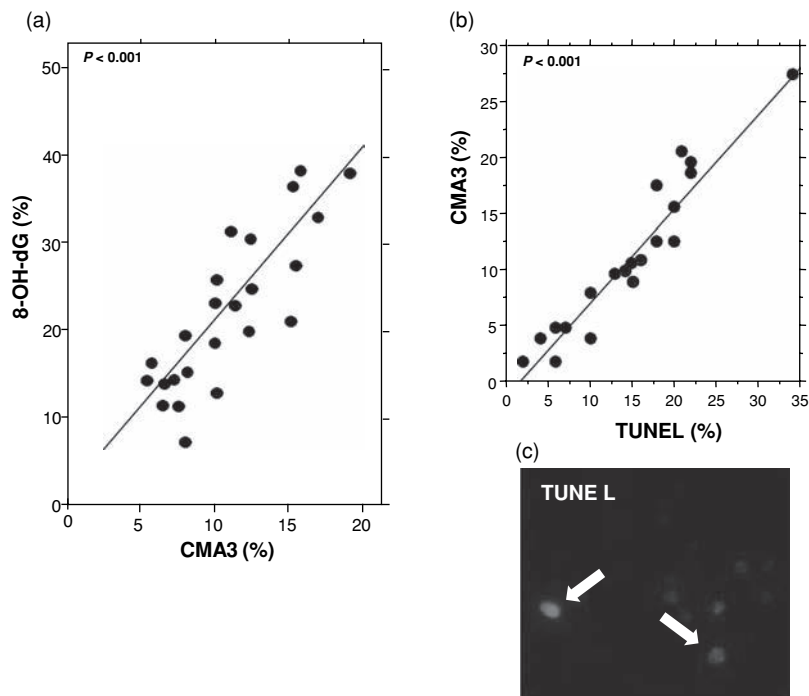 (a)
P < 0.001
50
40
30
20
10
0
8-OH-dG (%)
0 5 10 15 20
CMA3 (%)
(b)
P < 0.001
30
25
20
15
10
5
0
CMA3 (%)
0 5 10 15 20 25 30 35
TUNEL (%)
(c)
TUNE L